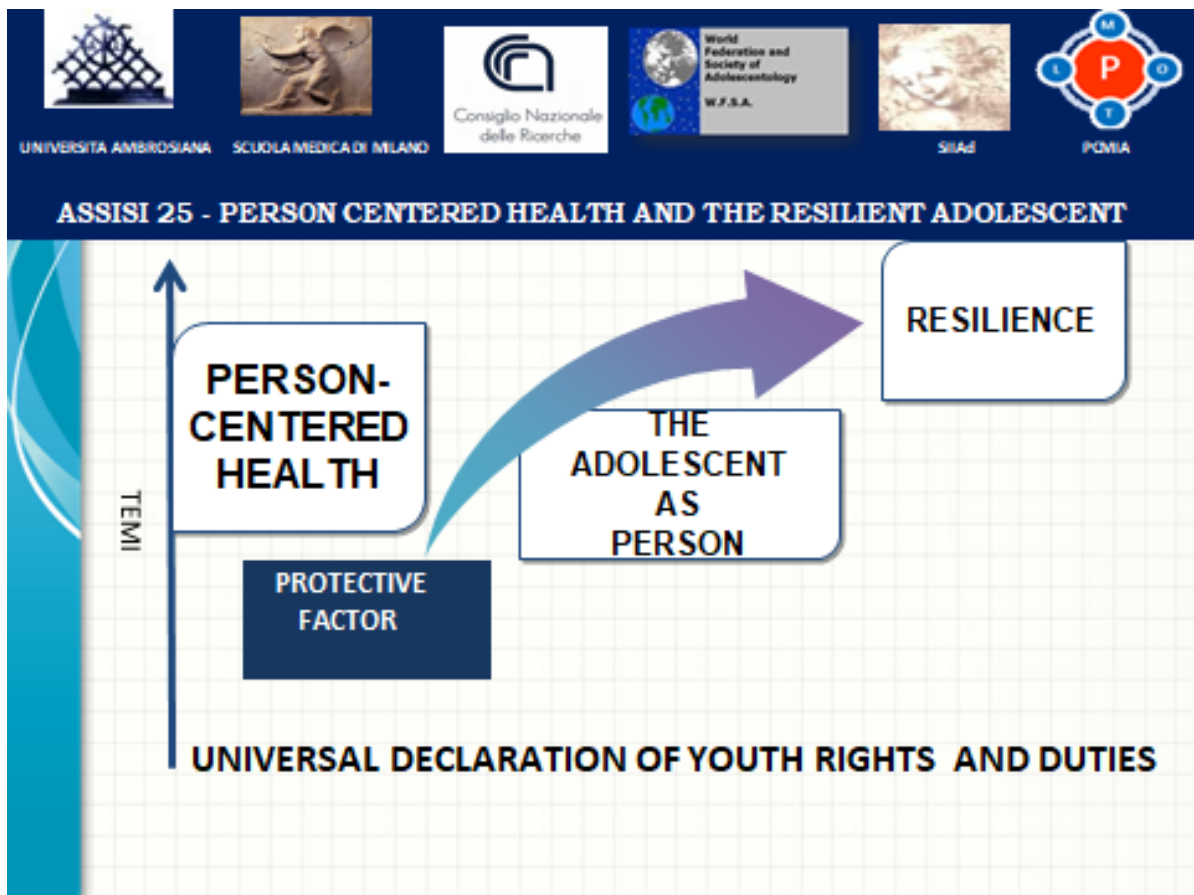 World
Federation and
Society of
Adolescentology
W.F.S.A.
Consiglio Nazionale
delle Ricerche
M
L P O
T
UNIVERSITA AMBROSIANA SCUOLA MEDICA DI MILANO SIIAd PCMIA
ASSISI 25 - PERSON CENTERED HEALTH AND THE RESILIENT ADOLESCENT
RESILIENCE
PERSON-
CENTERED
HEALTH
THE
ADOLESCENT
AS
PERSON
TEMI
PROTECTIVE
FACTOR
UNIVERSAL DECLARATION OF YOUTH RIGHTS AND DUTIES